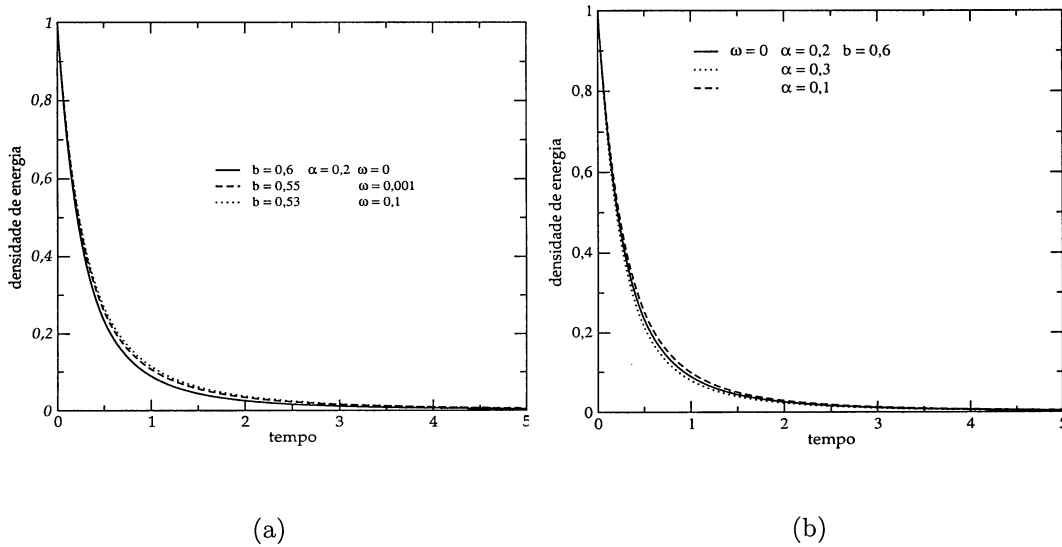 1
0,8
0,6
0,4
0,2
0
densidade de energia
b = 0,6 α = 0,2 ω = 0
b = 0,55 ω = 0,001
b = 0,53 ω = 0,1
0 1 2 3 4 5
tempo
(a)
1
0,8
0,6
0,4
0,2
0
densidade de energia
ω = 0 α = 0,2 b = 0,6
α = 0,3
α = 0,1
0 1 2 3 4 5
tempo
(b)